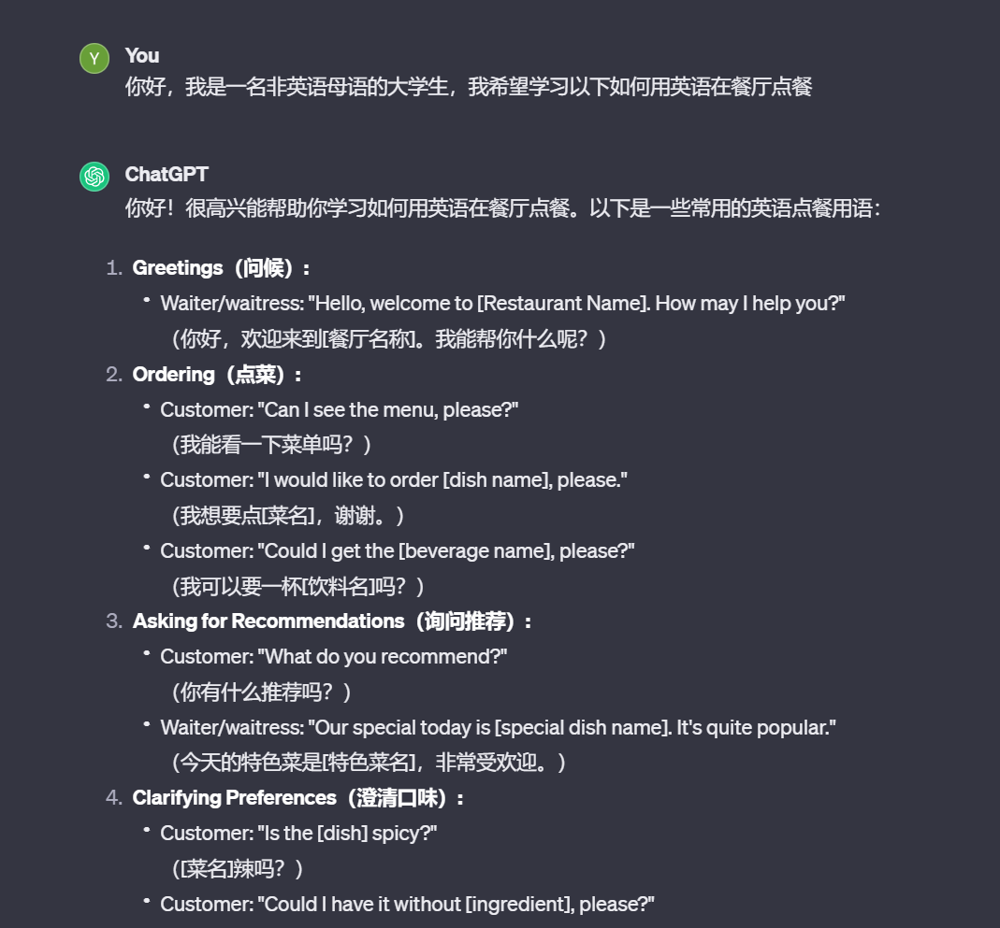 Y
You
你好，我是一名非英语母语的大学生，我希望学习以下如何用英语在餐厅点餐
ChatGPT
你好！很高兴能帮助你学习如何用英语在餐厅点餐。以下是一些常用的英语点餐用语：
1. Greetings（问候）:
• Waiter/waitress: "Hello, welcome to [Restaurant Name]. How may I help you?"
（你好，欢迎来到[餐厅名称]。我能帮你什么呢？）
2. Ordering（点菜）:
• Customer: "Can I see the menu, please?"
（我能看一下菜单吗？）
• Customer: "I would like to order [dish name], please."
（我想要点[菜名]，谢谢。）
• Customer: "Could I get the [beverage name], please?"
（我可以要一杯[饮料名]吗？）
3. Asking for Recommendations（询问推荐）:
• Customer: "What do you recommend?"
（你有什么推荐吗？）
• Waiter/waitress: "Our special today is [special dish name]. It's quite popular."
（今天的特色菜是[特色菜名]，非常受欢迎。）
4. Clarifying Preferences（澄清口味）:
• Customer: "Is the [dish] spicy?"
（[菜名]辣吗？）
• Customer: "Could I have it without [ingredient], please?"